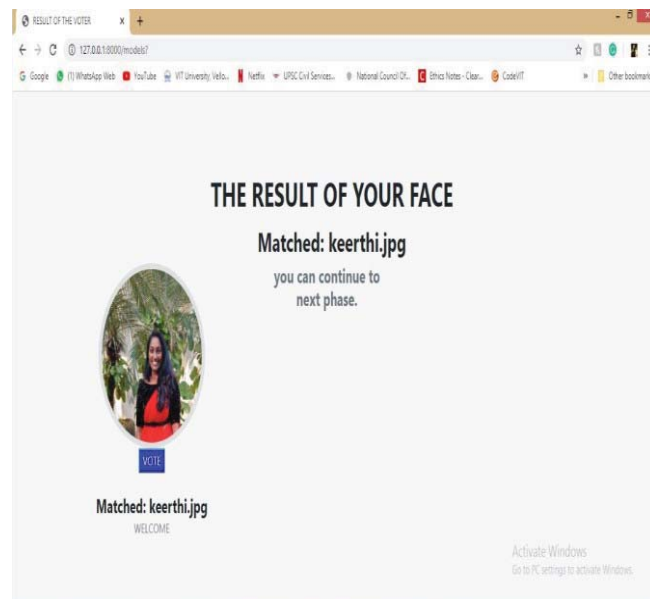 RESULT OF THE VOTER
127.0.0.1:8000/models?
Google (1) WhatsApp Web YouTube VIT University, Vello... Netflix UPSC Civil Services... National Council Of... Ethics Notes - Clear... CodeVIT » Other bookmark
THE RESULT OF YOUR FACE
Matched: keerthi.jpg
you can continue to
next phase.
VOTE
Matched: keerthi.jpg
WELCOME
Activate Windows
Go to PC settings to activate Windows.